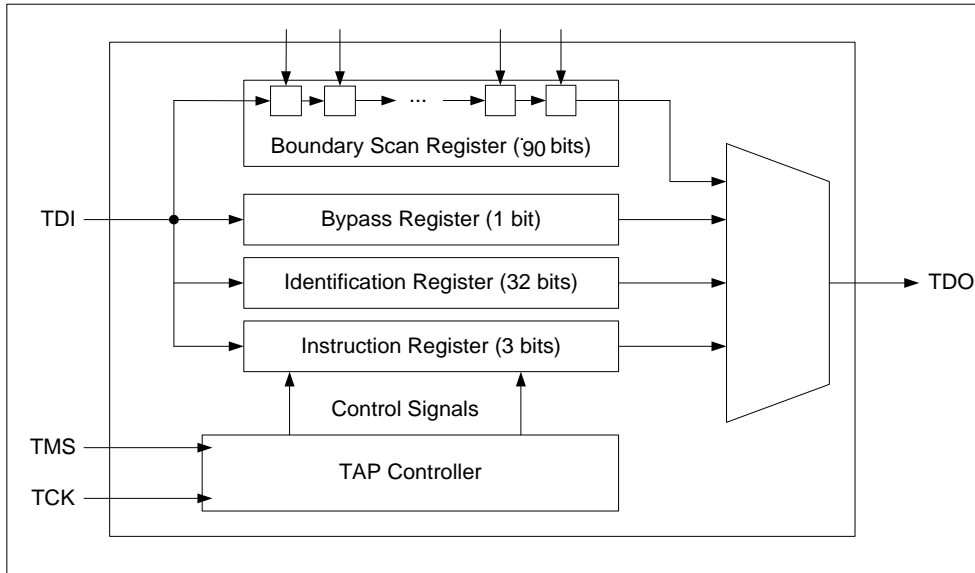 ...
Boundary Scan Register (90 bits)
TDI
Bypass Register (1 bit)
Identification Register (32 bits)
TDO
Instruction Register (3 bits)
Control Signals
TMS
TAP Controller
TCK